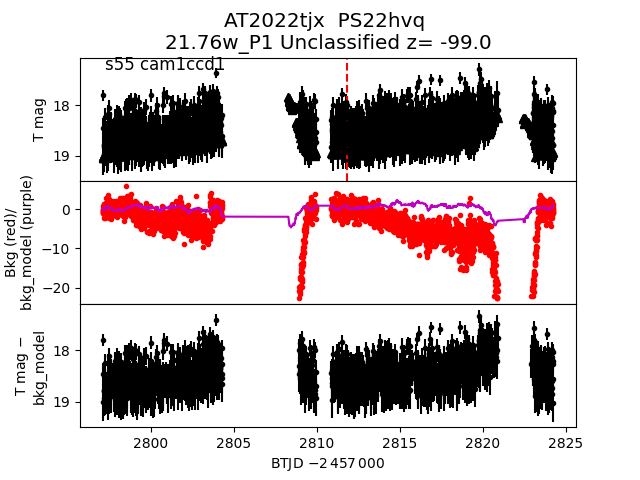 AT2022tjx  PS22hvq
21.76w_P1 Unclassified z= -99.0
s55 cam1ccd1
T mag
18
19
Bkg (red)/
bkg_model (purple)
0
−10
−20
T mag −
bkg_model
18
19
2800
2805
2810
2815
2820
2825
BTJD −2 457 000